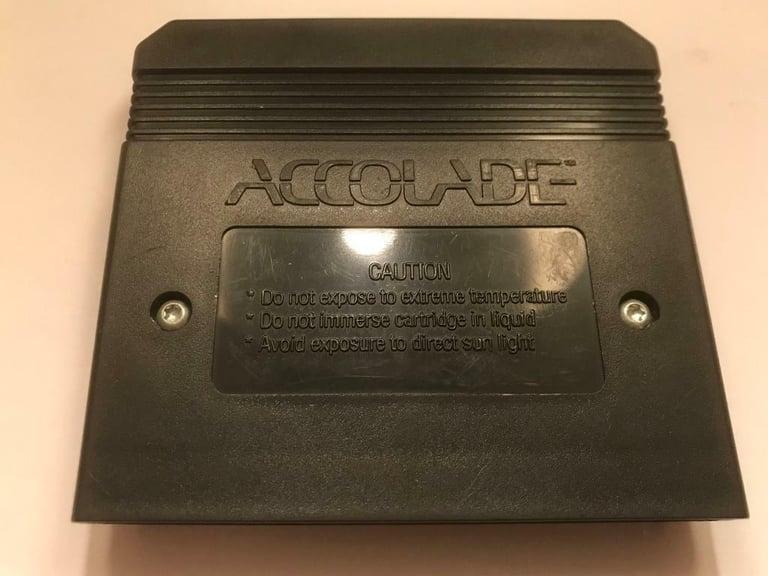 ACCOLADE™
CAUTION
* Do not expose to extreme temperature
* Do not immerse cartridge in liquid
* Avoid exposure to direct sun light